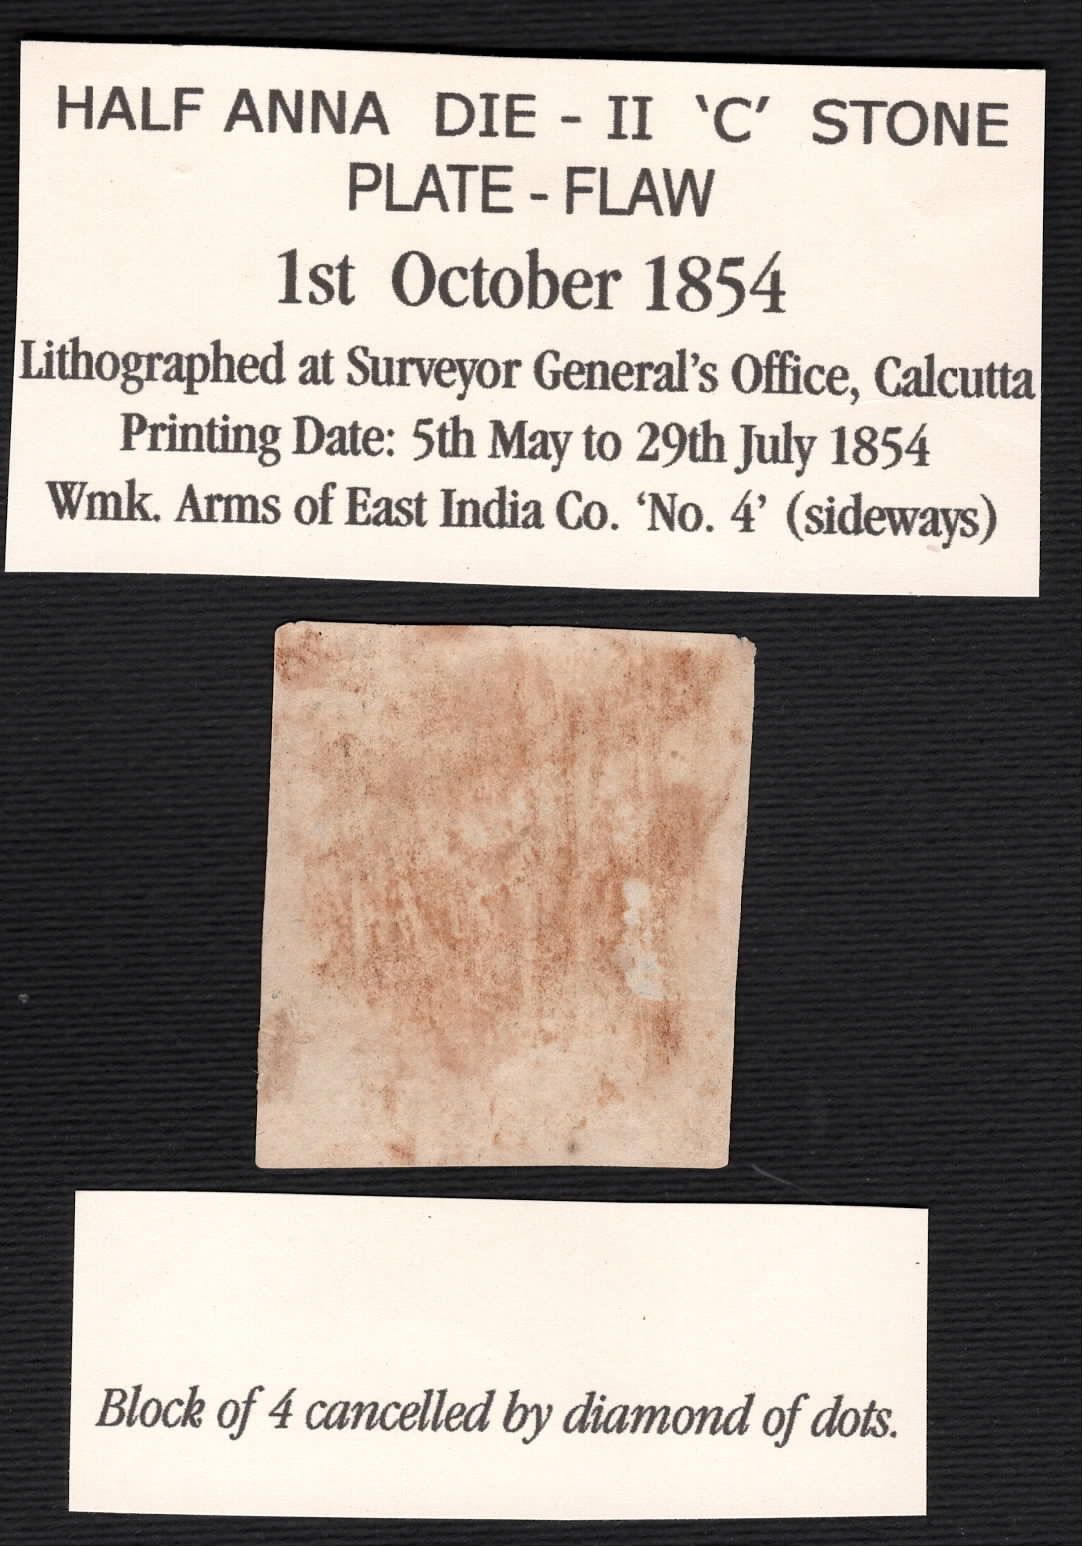 HALF ANNA DIE - II ‘C’ STONE
PLATE - FLAW
1st October 1854
Lithographed at Surveyor General’s Office, Calcutta
Printing Date: 5th May to 29th July 1854
Wmk. Arms of East India Co. ‘No. 4’ (sideways)
Block of 4 cancelled by diamond of dots.